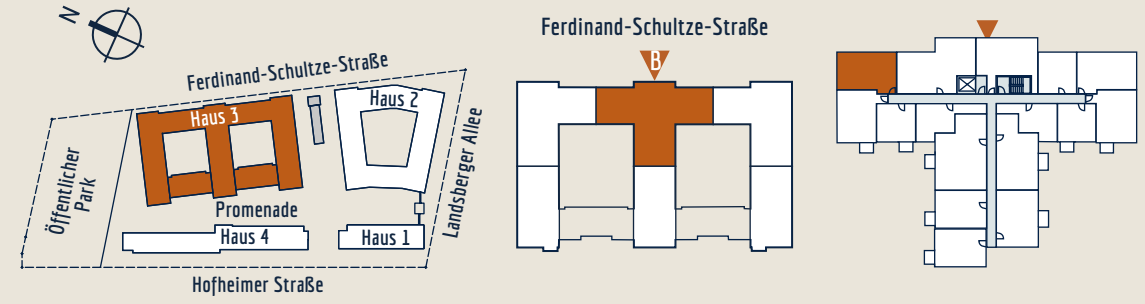 N
Ferdinand-Schultze-Straße
Haus 3
Haus 2
Öffentlicher
Park
Promenade
Haus 4
Haus 1
Landsberger Allee
Hofheimer Straße
Ferdinand-Schultze-Straße
B